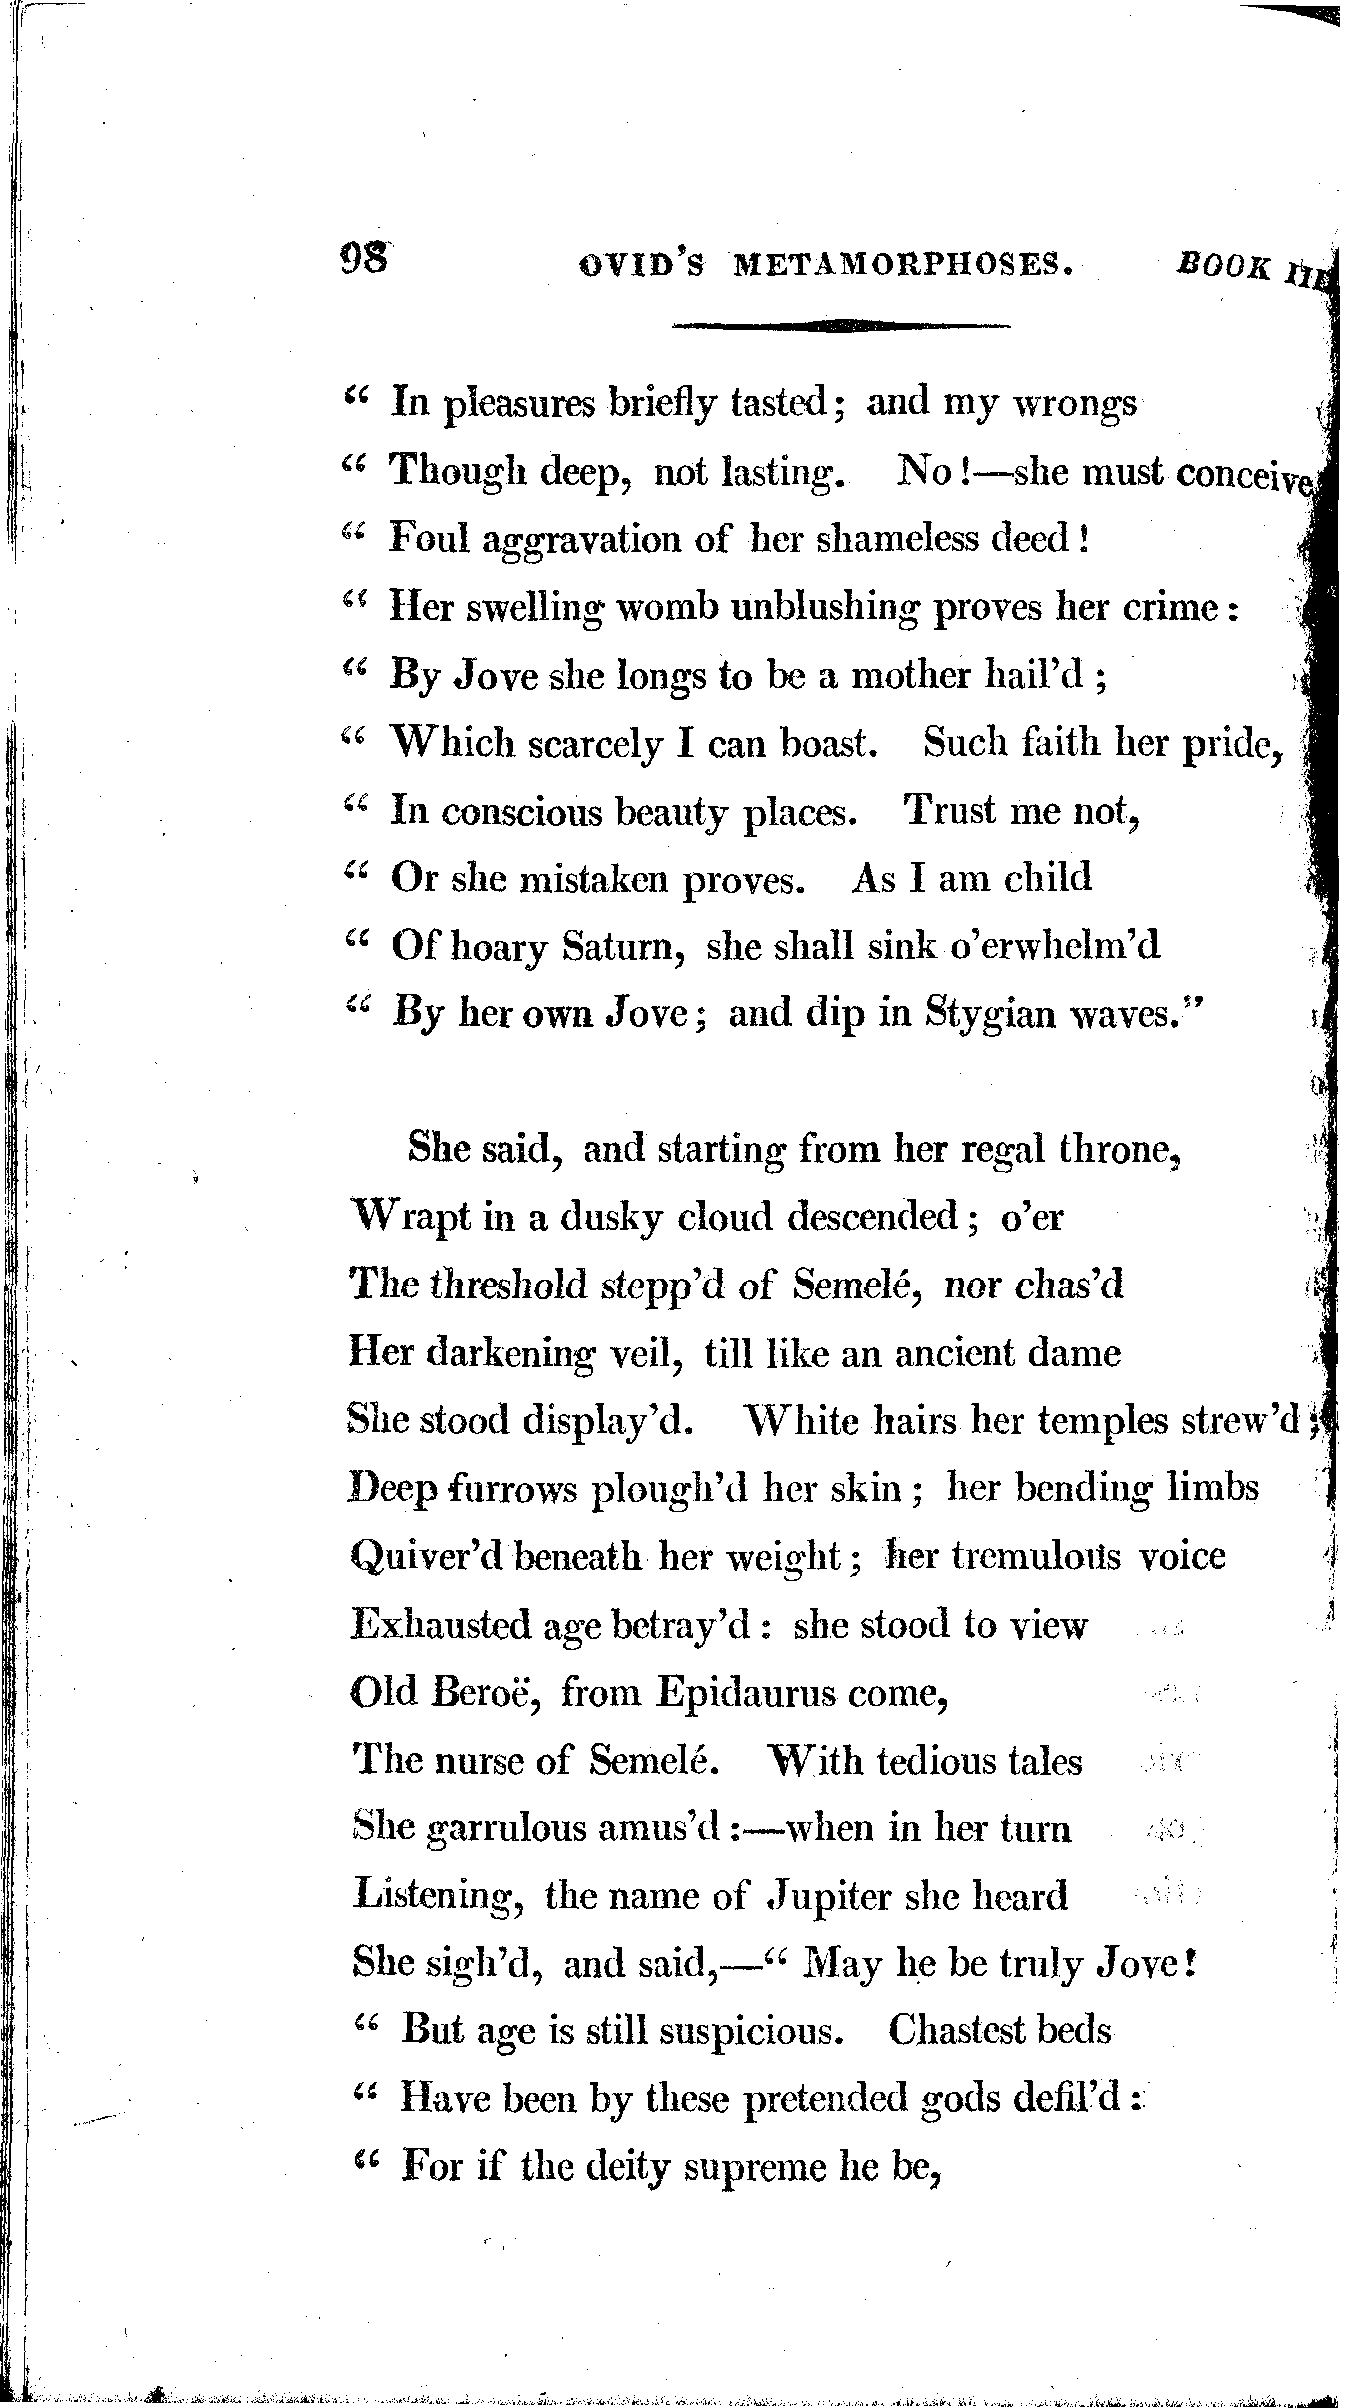 98 OVID'S METAMORPHOSES. BOOK III.
“ In pleasures briefly tasted; and my wrongs
“ Though deep, not lasting. No!—she must conceive
“ Foul aggravation of her shameless deed!
“ Her swelling womb unblushing proves her crime:
“ By Jove she longs to be a mother hail'd;
“ Which scarcely I can boast. Such faith her pride,
“ In conscious beauty places. Trust me not,
“ Or she mistaken proves. As I am child
“ Of hoary Saturn, she shall sink o'erwhelm'd
“ By her own Jove; and dip in Stygian waves.”
She said, and starting from her regal throne,
Wrapt in a dusky cloud descended; o'er
The threshold stepp'd of Semelé, nor chas'd
Her darkening veil, till like an ancient dame
She stood display'd. White hairs her temples strew'd;
Deep furrows plough'd her skin; her bending limbs
Quiver'd beneath her weight; her tremulous voice
Exhausted age betray'd: she stood to view
Old Beroë, from Epidaurus come,
The nurse of Semelé. With tedious tales
She garrulous amus'd:—when in her turn
Listening, the name of Jupiter she heard
She sigh'd, and said,—“ May he be truly Jove!
“ But age is still suspicious. Chastest beds
“ Have been by these pretended gods defil'd:
“ For if the deity supreme he be,